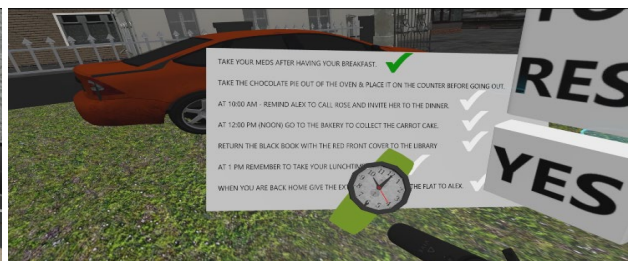 TAKE YOUR MEDS AFTER HAVING YOUR BREAKFAST.
TAKE THE CHOCOLATE PIE OUT OF THE OVEN & PLACE IT ON THE COUNTER BEFORE GOING OUT.
AT 10:00 AM - REMIND ALEX TO CALL ROSE AND INVITE HER TO THE DINNER.
AT 12:00 PM (NOON) GO TO THE BAKERY TO COLLECT THE CARROT CAKE.
RETURN THE BLACK BOOK WITH THE RED FRONT COVER TO THE LIBRARY
AT 1 PM REMEMBER TO TAKE YOUR
WHEN YOU ARE BACK HOME GIVE THE THE FLAT TO ALEX.
YES